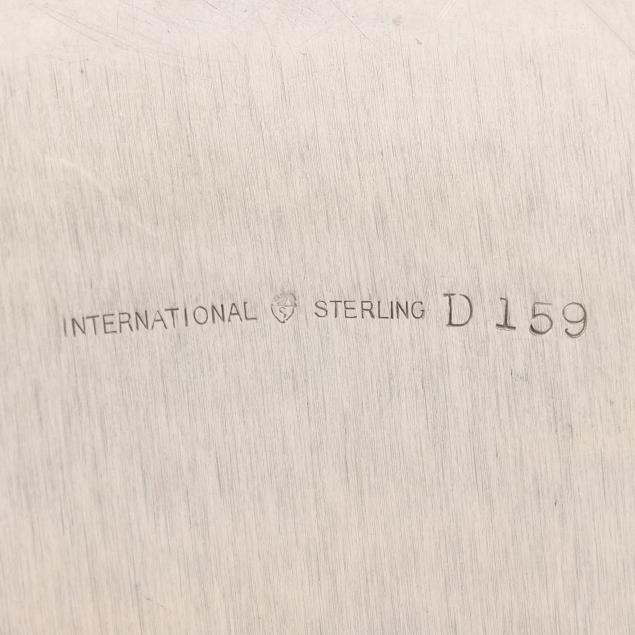 INTERNATIONAL S STERLING D 159